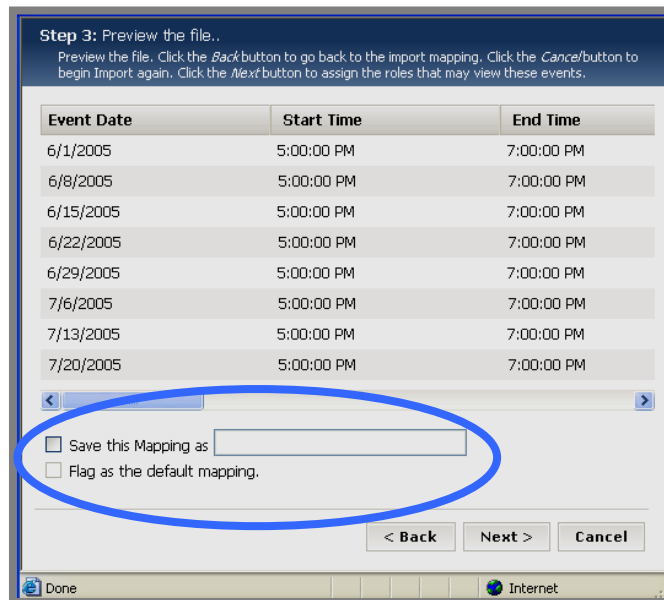 Step 3: Preview the file..
Preview the file. Click the Back button to go back to the import mapping. Click the Cancel button to
begin Import again. Click the Next button to assign the roles that may view these events.
Event Date Start Time End Time
6/1/2005 5:00:00 PM 7:00:00 PM
6/8/2005 5:00:00 PM 7:00:00 PM
6/15/2005 5:00:00 PM 7:00:00 PM
6/22/2005 5:00:00 PM 7:00:00 PM
6/29/2005 5:00:00 PM 7:00:00 PM
7/6/2005 5:00:00 PM 7:00:00 PM
7/13/2005 5:00:00 PM 7:00:00 PM
7/20/2005 5:00:00 PM 7:00:00 PM
Save this Mapping as
Flag as the default mapping.
< Back Next > Cancel
Done Internet